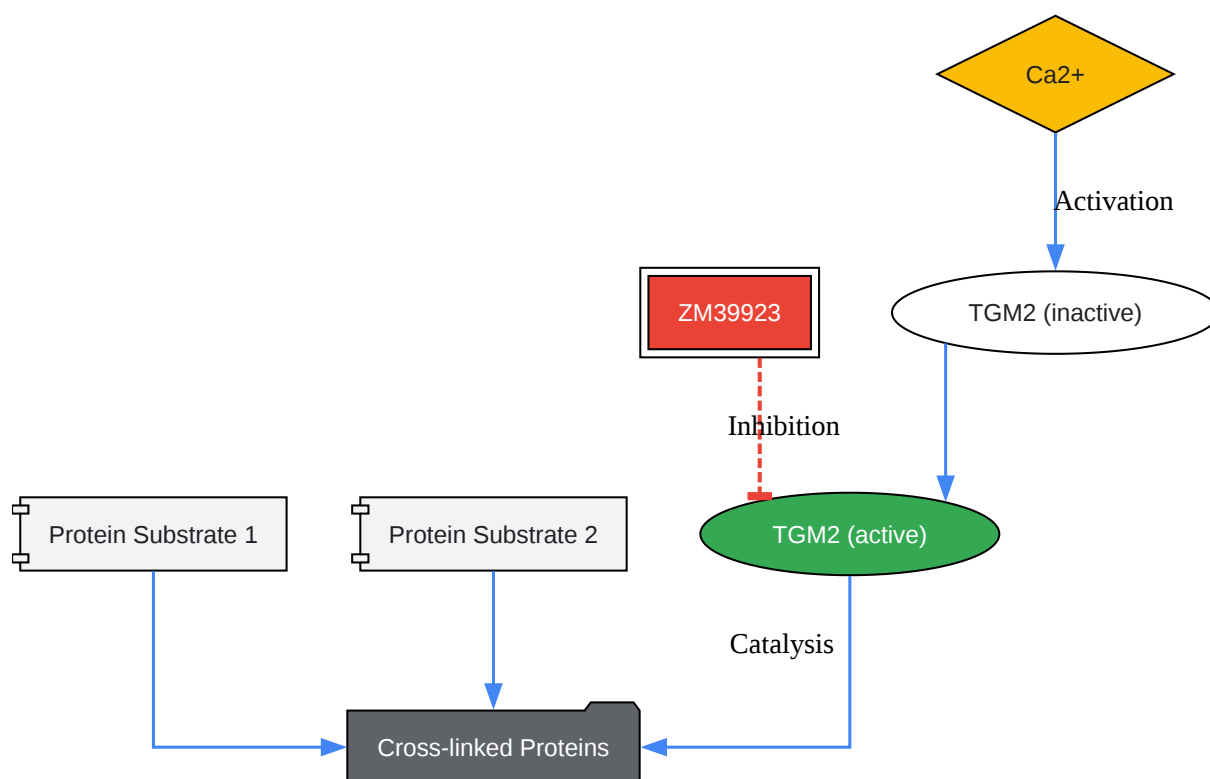 Ca2+
Activation
ZM39923
TGM2 (inactive)
Inhibition
Protein Substrate 1
Protein Substrate 2
TGM2 (active)
Catalysis
Cross-linked Proteins